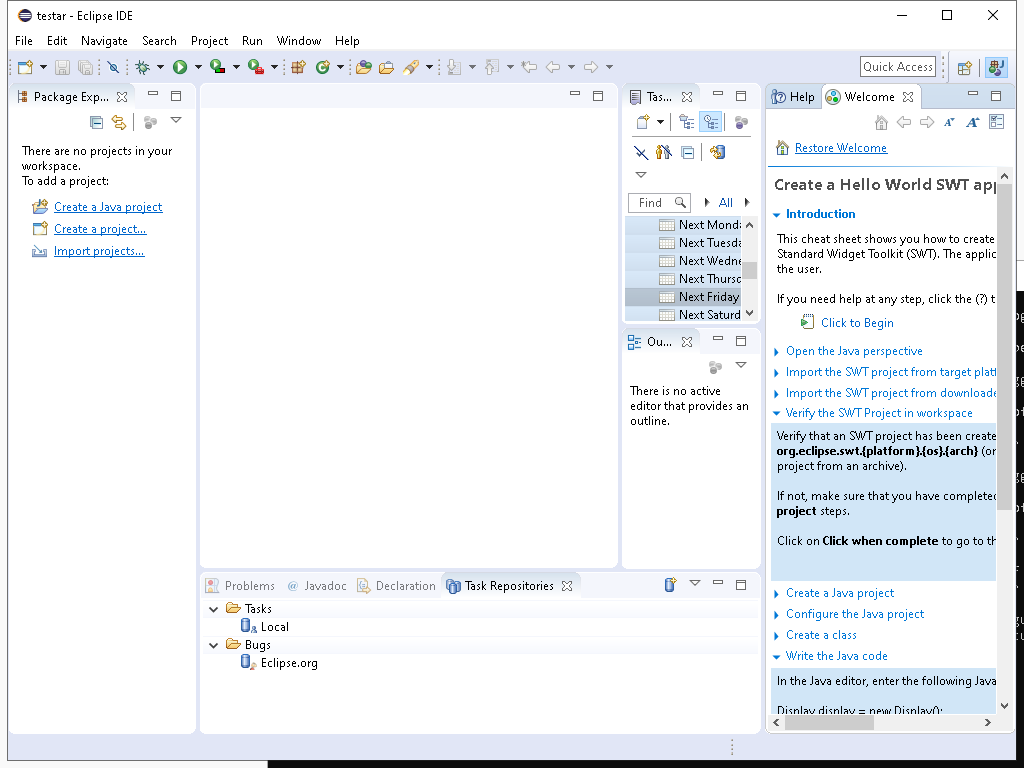 testar - Eclipse IDE
File Edit Navigate Search Project Run Window Help
Quick Access
Package Exp...
There are no projects in your
workspace.
To add a project:
Create a Java project
Create a project...
Import projects...
Tas...
Find
All
Next Monda
Next Tuesda
Next Wedne
Next Thursd
Next Friday
Next Saturd
Ou...
There is no active
editor that provides an
outline.
Problems @ Javadoc Declaration Task Repositories
Tasks
Local
Bugs
Eclipse.org
Help Welcome
Restore Welcome
Create a Hello World SWT app
Introduction
This cheat sheet shows you how to create
Standard Widget Toolkit (SWT). The applic
the user.
If you need help at any step, click the (?) t
Click to Begin
Open the Java perspective
Import the SWT project from target platf
Import the SWT project from downloade
Verify the SWT Project in workspace
Verify that an SWT project has been create
org.eclipse.swt.{platform}.{os}.{arch} (or
project from an archive).
If not, make sure that you have completed
project steps.
Click on Click when complete to go to th
Create a Java project
Configure the Java project
Create a class
Write the Java code
In the Java editor, enter the following Java
Display display = new Display();